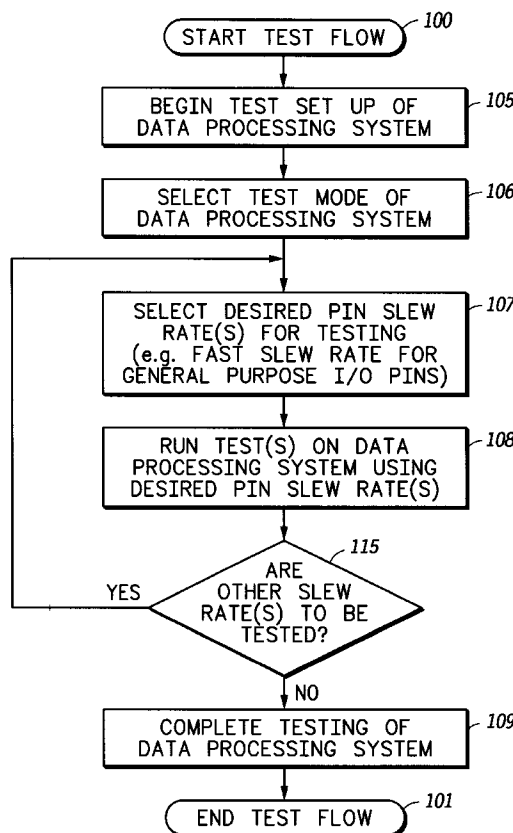 START TEST FLOW
100
BEGIN TEST SET UP OF
DATA PROCESSING SYSTEM
105
SELECT TEST MODE OF
DATA PROCESSING SYSTEM
106
SELECT DESIRED PIN SLEW
RATE(S) FOR TESTING
(e.g. FAST SLEW RATE FOR
GENERAL PURPOSE I/O PINS)
107
RUN TEST(S) ON DATA
PROCESSING SYSTEM USING
DESIRED PIN SLEW RATE(S)
108
ARE
OTHER SLEW
RATE(S) TO BE
TESTED?
115
YES
NO
COMPLETE TESTING OF
DATA PROCESSING SYSTEM
109
END TEST FLOW
101